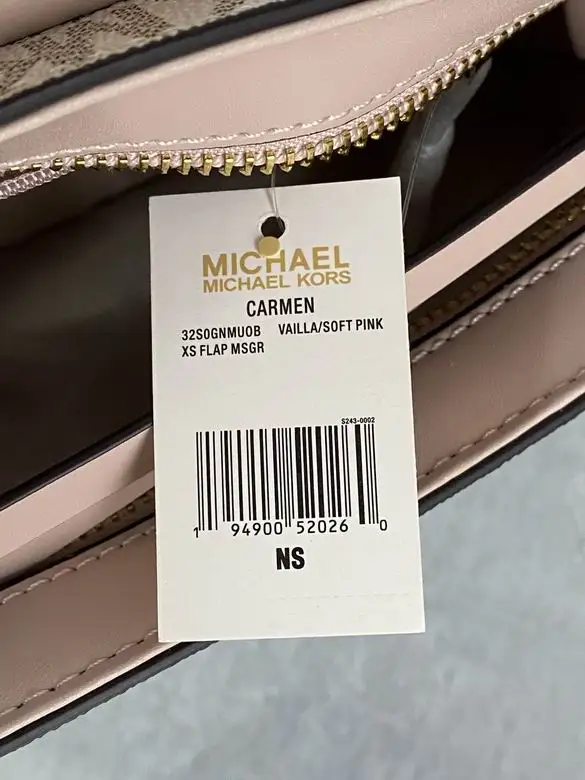 MICHAEL
MICHAEL KORS
CARMEN
32S0GNMU0B VAILLA/SOFT PINK
XS FLAP MSGR
S243-0002
1 94900 52026 0
NS